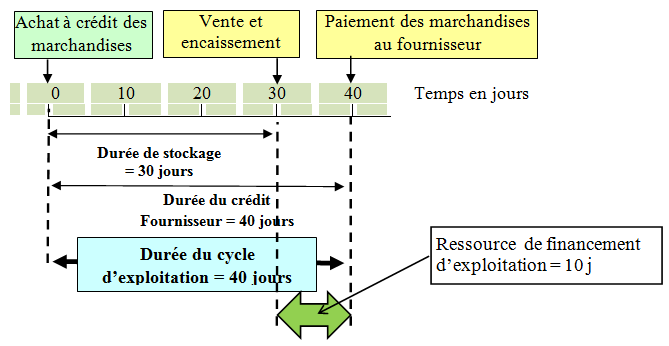 Achat à crédit des
marchandises
Vente et
encaissement
Paiement des marchandises
au fournisseur
0 10 20 30 40 Temps en jours
Durée de stockage
= 30 jours
Durée du crédit
Fournisseur = 40 jours
Durée du cycle
d’exploitation = 40 jours
Ressource de financement
d’exploitation = 10 j